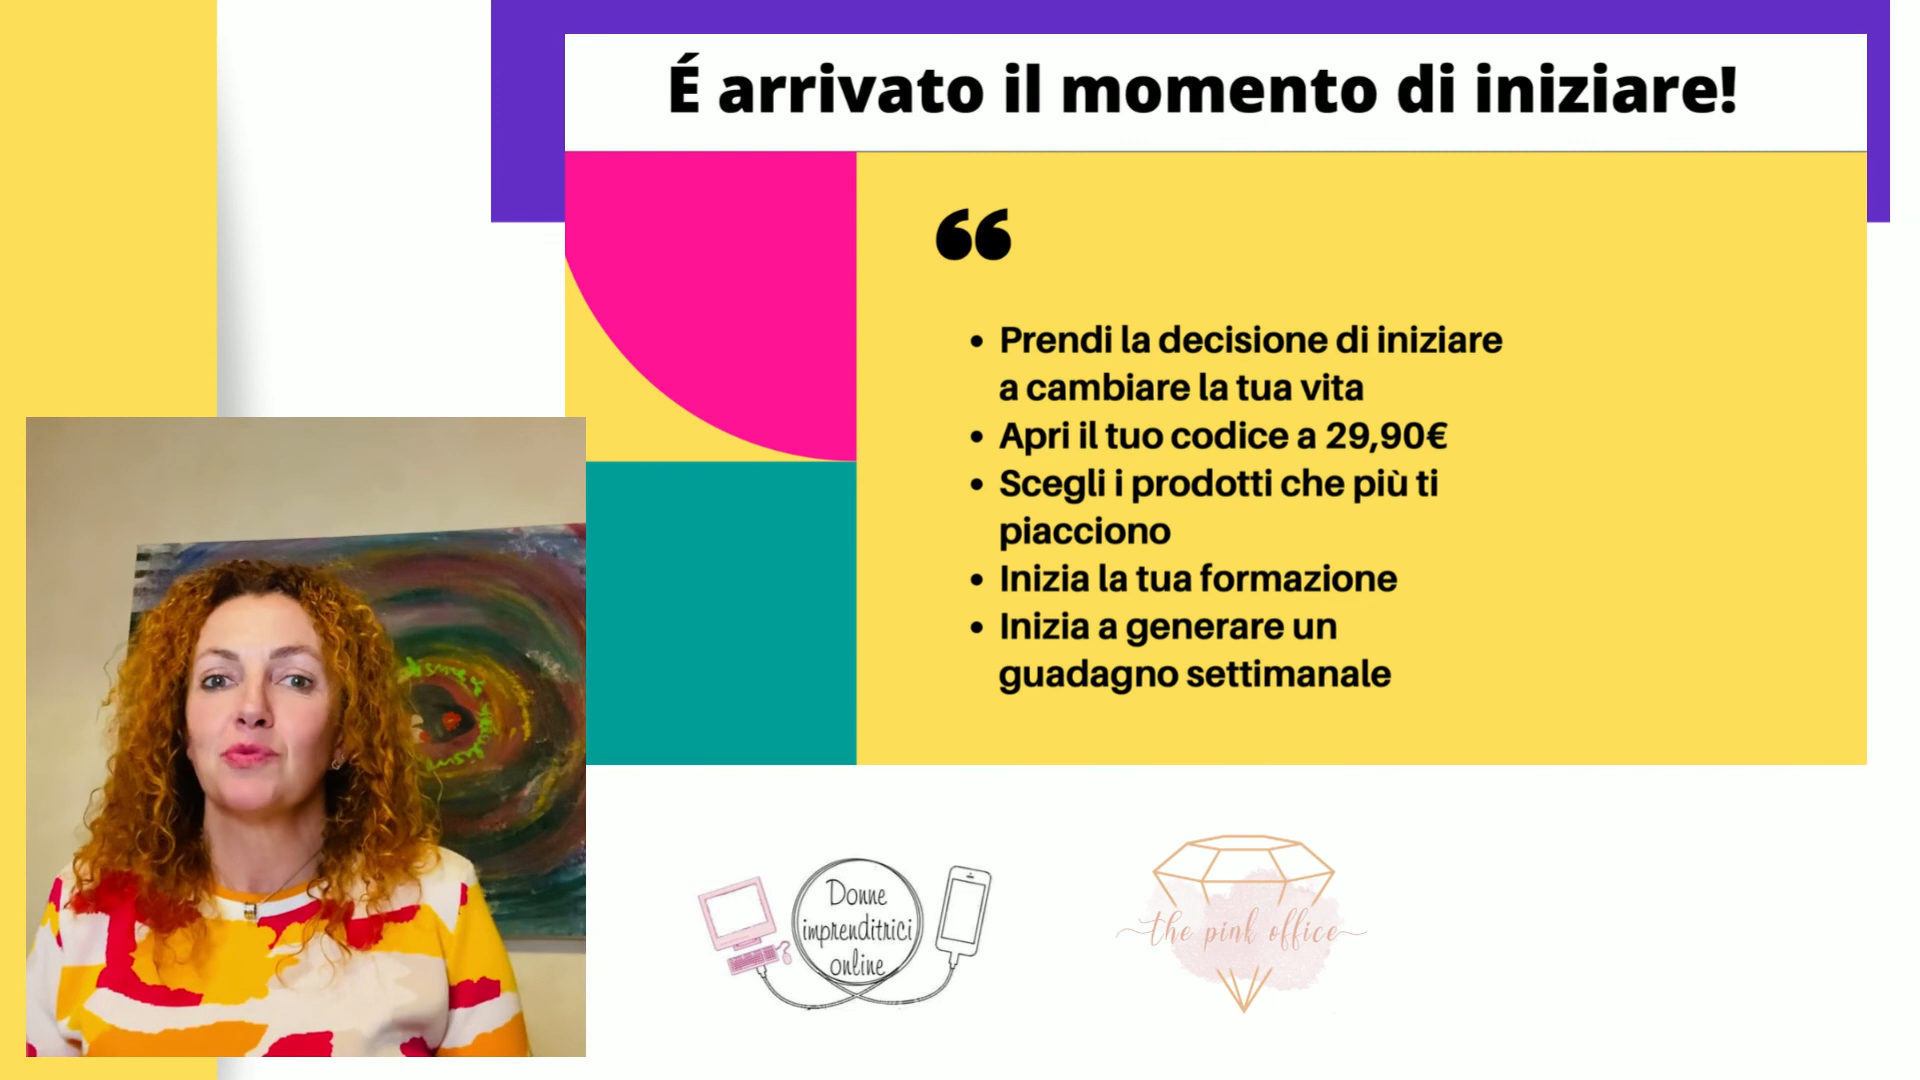 É arrivato il momento di iniziare!
“
• Prendi la decisione di iniziare
a cambiare la tua vita
• Apri il tuo codice a 29,90€
• Scegli i prodotti che più ti
piacciono
• Inizia la tua formazione
• Inizia a generare un
guadagno settimanale
Donne
imprenditrici
online
the pink office